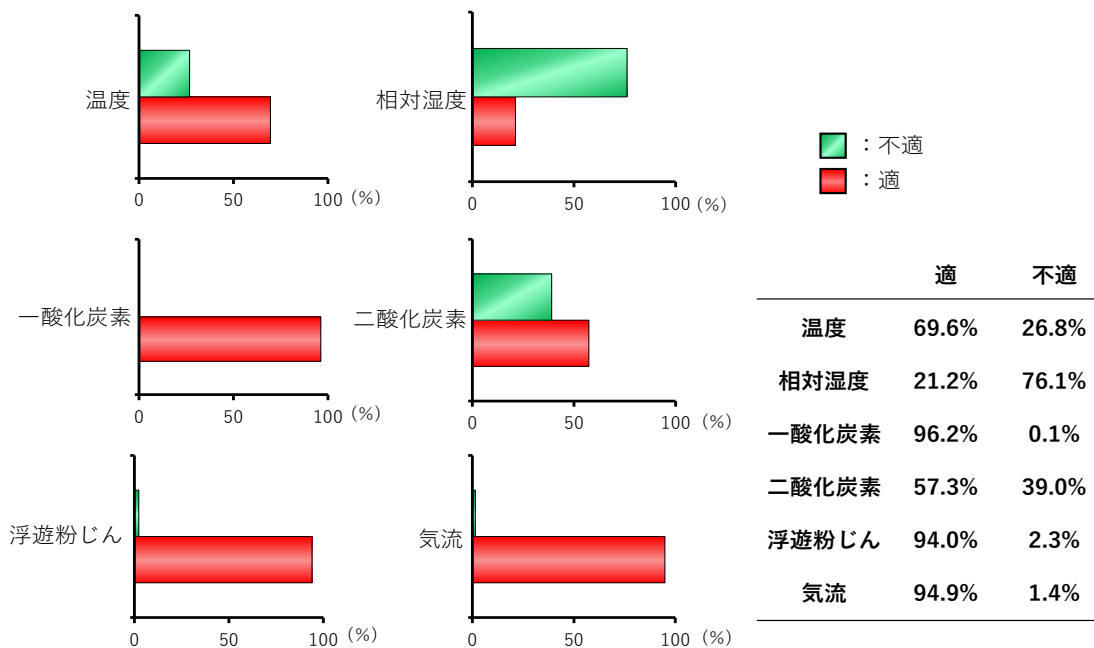 温度
0 50 100 (%)
相対湿度
0 50 100 (%)
：不適
：適
一酸化炭素
0 50 100 (%)
二酸化炭素
0 50 100 (%)
浮遊粉じん
0 50 100 (%)
気流
0 50 100 (%)
適 不適
温度 69.6% 26.8%
相対湿度 21.2% 76.1%
一酸化炭素 96.2% 0.1%
二酸化炭素 57.3% 39.0%
浮遊粉じん 94.0% 2.3%
気流 94.9% 1.4%